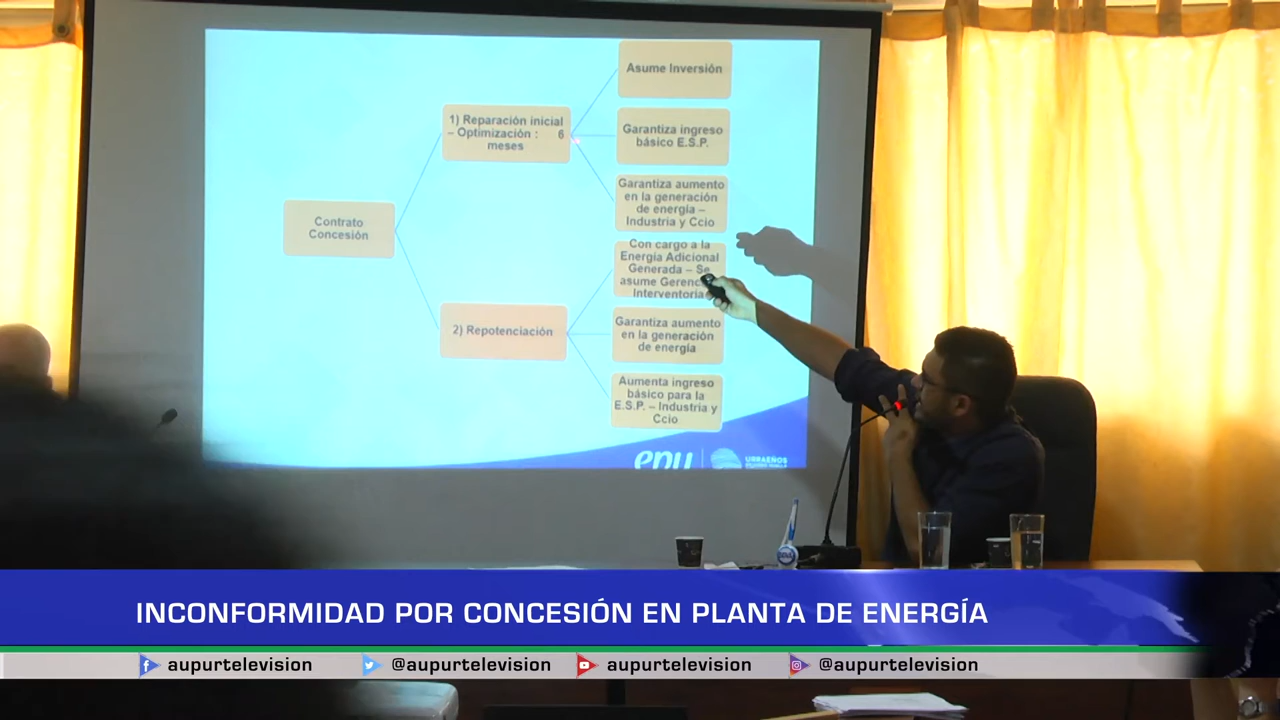 Asume Inversión
1) Reparación inicial
– Optimización : 6
meses
Garantiza ingreso
básico E.S.P.
Garantiza aumento
en la generación
de energía –
Industria y Ccio
Contrato
Concesión
Con cargo a la
Energía Adicional
Generada – Se
asume
Interventoría
2) Repotenciación
Garantiza aumento
en la generación
de energía
Aumenta ingreso
básico para la
E.S.P. – Industria y
Ccio
INCONFORMIDAD POR CONCESIÓN EN PLANTA DE ENERGÍA
aupurtelevision
@aupurtelevision
aupurtelevision
@aupurtelevision